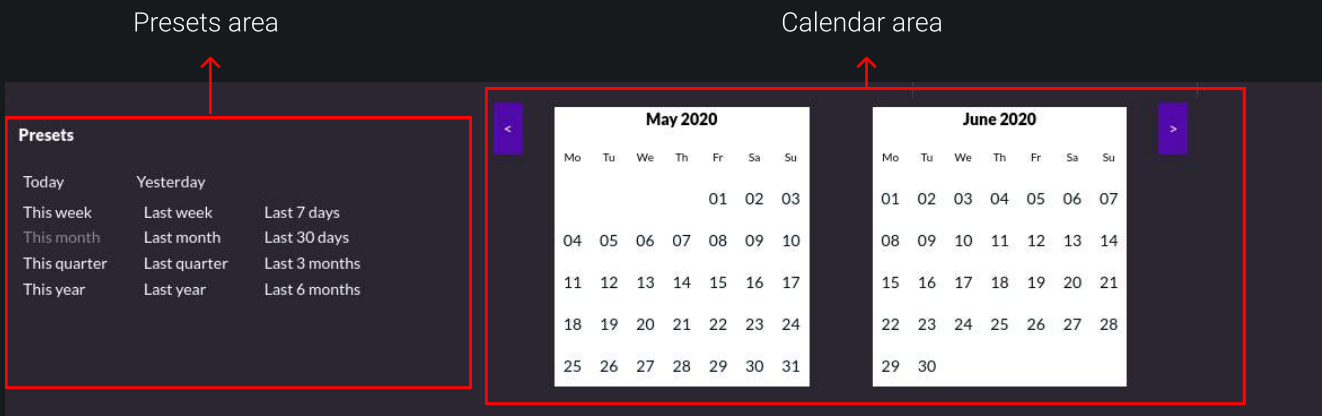 Presets area
Calendar area
Presets
Today Yesterday
This week Last week Last 7 days
This month Last month Last 30 days
This quarter Last quarter Last 3 months
This year Last year Last 6 months
<
May 2020
Mo Tu We Th Fr Sa Su
01 02 03
04 05 06 07 08 09 10
11 12 13 14 15 16 17
18 19 20 21 22 23 24
25 26 27 28 29 30 31
June 2020
Mo Tu We Th Fr Sa Su
01 02 03 04 05 06 07
08 09 10 11 12 13 14
15 16 17 18 19 20 21
22 23 24 25 26 27 28
29 30
>